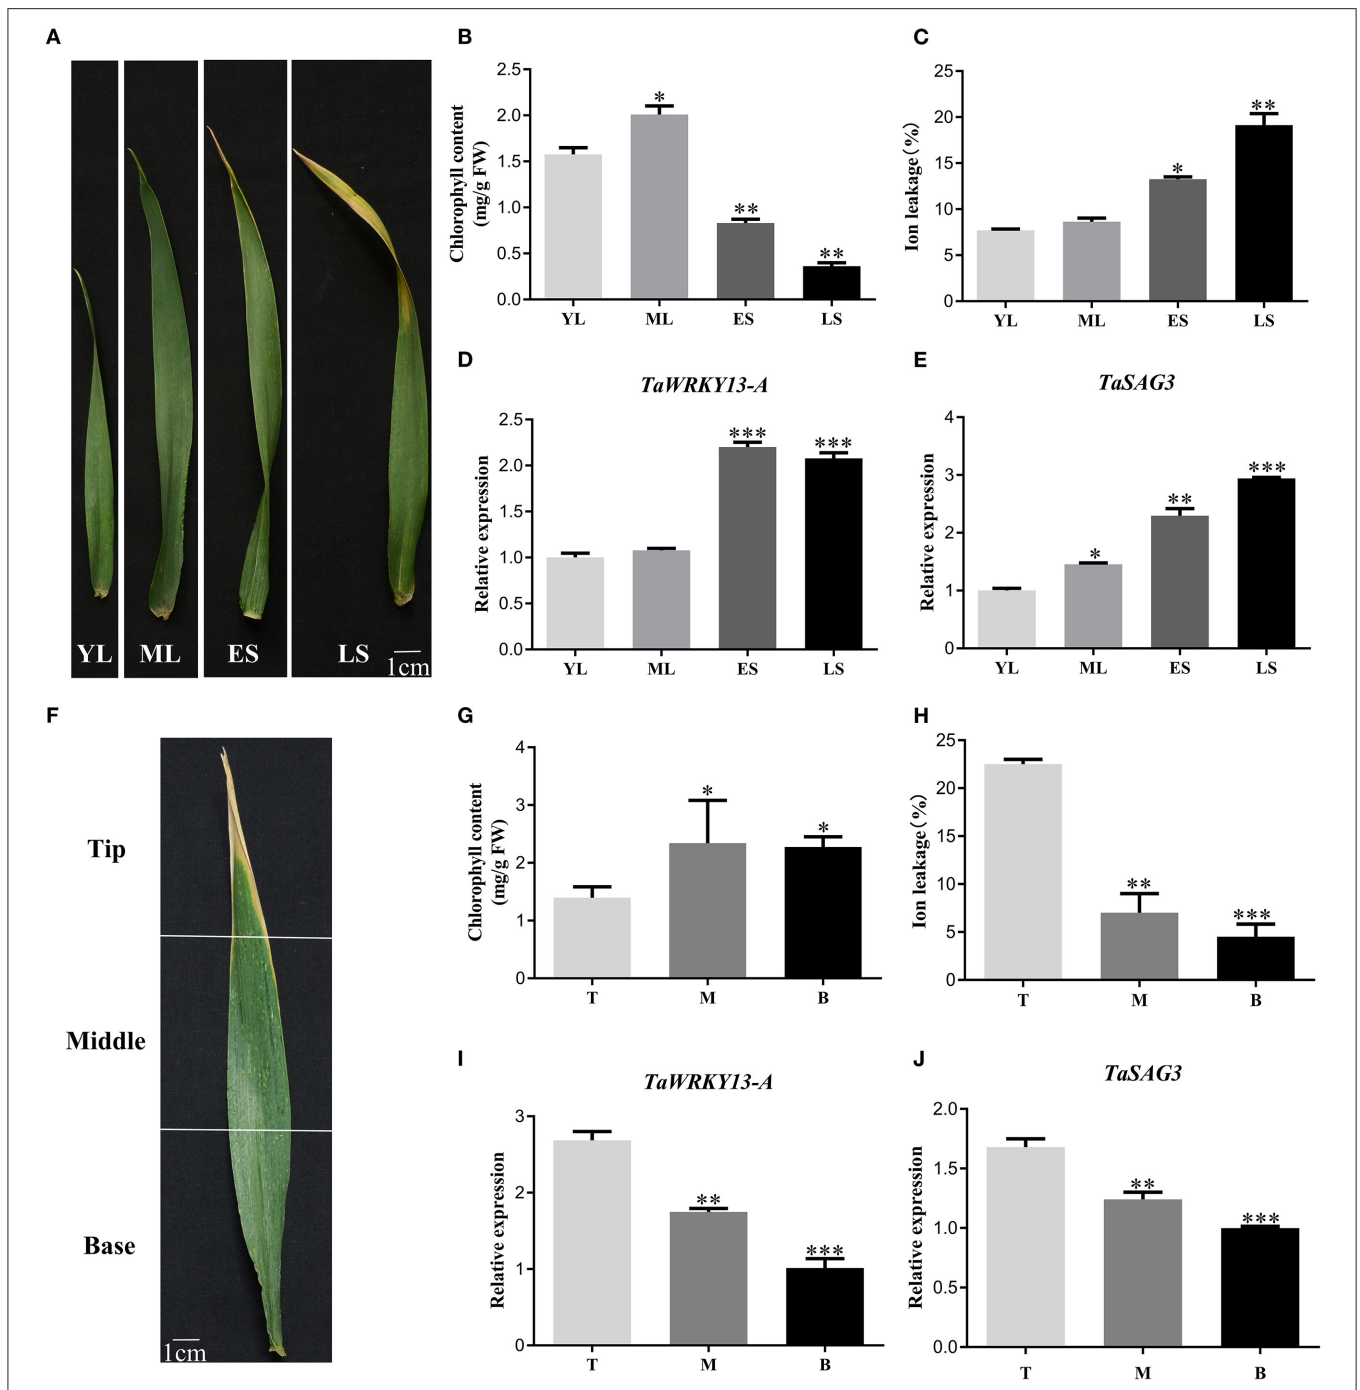 A
YL
ML
ES
LS
1cm
B
Chlorophyll content
(mg/g FW)
2.5
2.0
1.5
1.0
0.5
0.0
*
**
**
YL ML ES LS
C
Ion leakage(%)
25
20
15
10
5
0
*
**
YL ML ES LS
D
TaWRKY13-A
Relative expression
2.5
2.0
1.5
1.0
0.5
0.0
***
***
YL ML ES LS
E
TaSAG3
Relative expression
4
3
2
1
0
*
**
***
YL ML ES LS
F
Tip
Middle
Base
1cm
G
Chlorophyll content
(mg/g FW)
4
3
2
1
0
*
*
T M B
H
Ion leakage(%)
25
20
15
10
5
0
**
***
T M B
I
TaWRKY13-A
Relative expression
3
2
1
0
**
***
T M B
J
TaSAG3
Relative expression
2.0
1.5
1.0
0.5
0.0
**
***
T M B